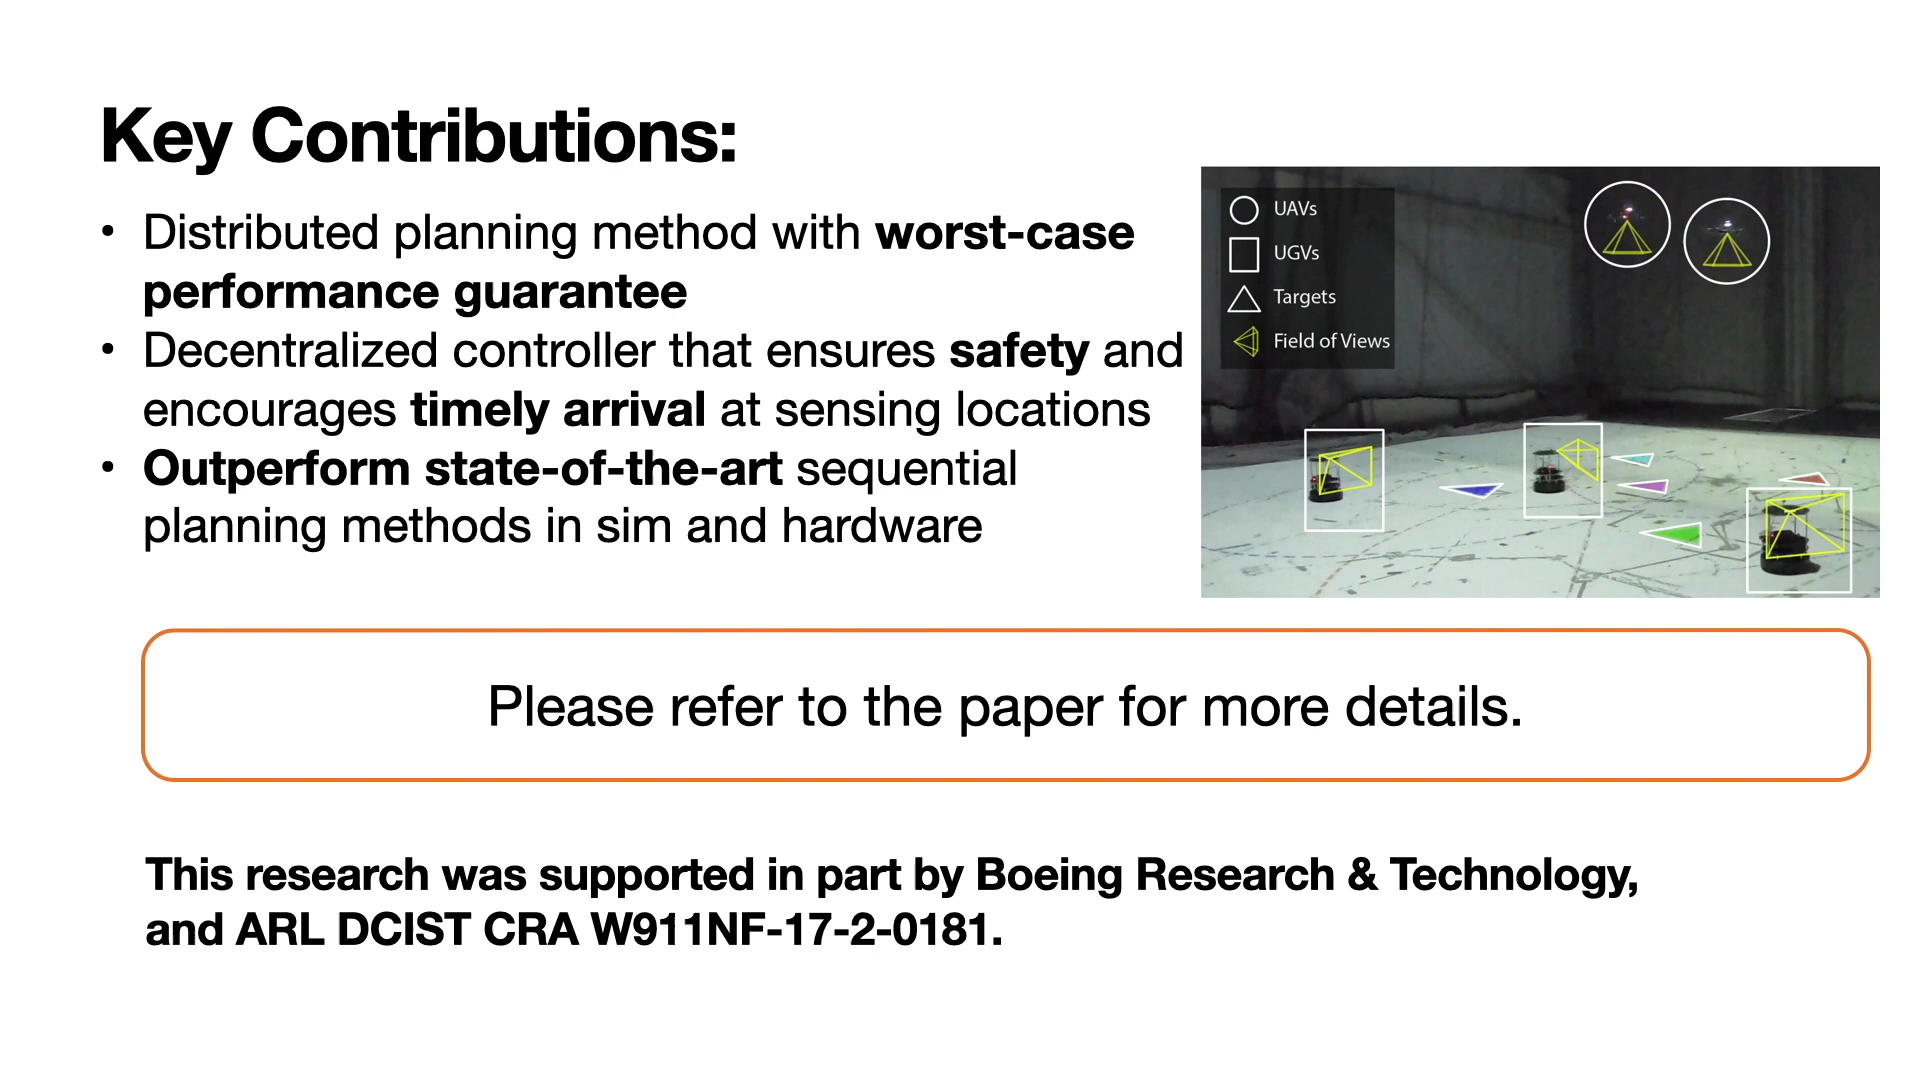 Key Contributions:
• Distributed planning method with worst-case
performance guarantee
• Decentralized controller that ensures safety and
encourages timely arrival at sensing locations
• Outperform state-of-the-art sequential
planning methods in sim and hardware
UAVs
UGVs
Targets
Field of Views
Please refer to the paper for more details.
This research was supported in part by Boeing Research & Technology,
and ARL DCIST CRA W911NF-17-2-0181.